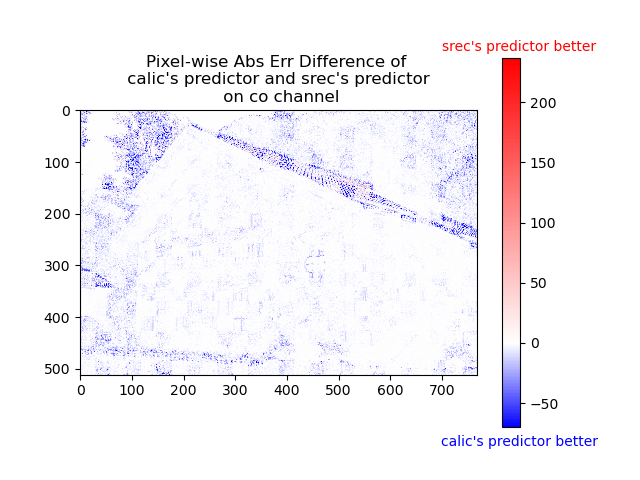 srec's predictor better
Pixel-wise Abs Err Difference of
calic's predictor and srec's predictor
on co channel
0
100
200
300
400
500
0 100 200 300 400 500 600 700
200
150
100
50
0
−50
calic's predictor better